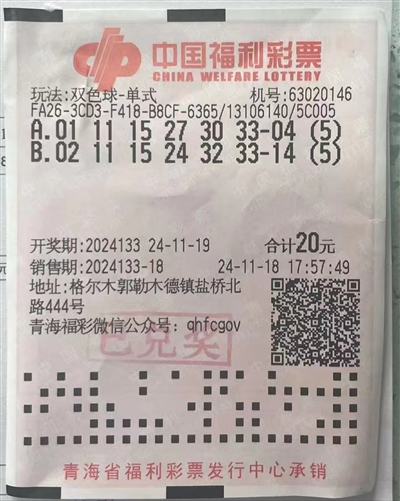 中国福利彩票
CHINA WELFARE LOTTERY
玩法:双色球-单式 机号:63020146
FA26-3CD3-F418-B8CF-6365/13106140/5C005
A.01 11 15 27 30 33-04 (5)
B.02 11 15 24 32 33-14 (5)
开奖期:2024133 24-11-19 合计20元
销售期:2024133-18 24-11-18 17:57:49
地址:格尔木郭勒木德镇盐桥北
路444号
青海福彩微信公众号:qhfcgov
已兑奖
青海省福利彩票发行中心承销